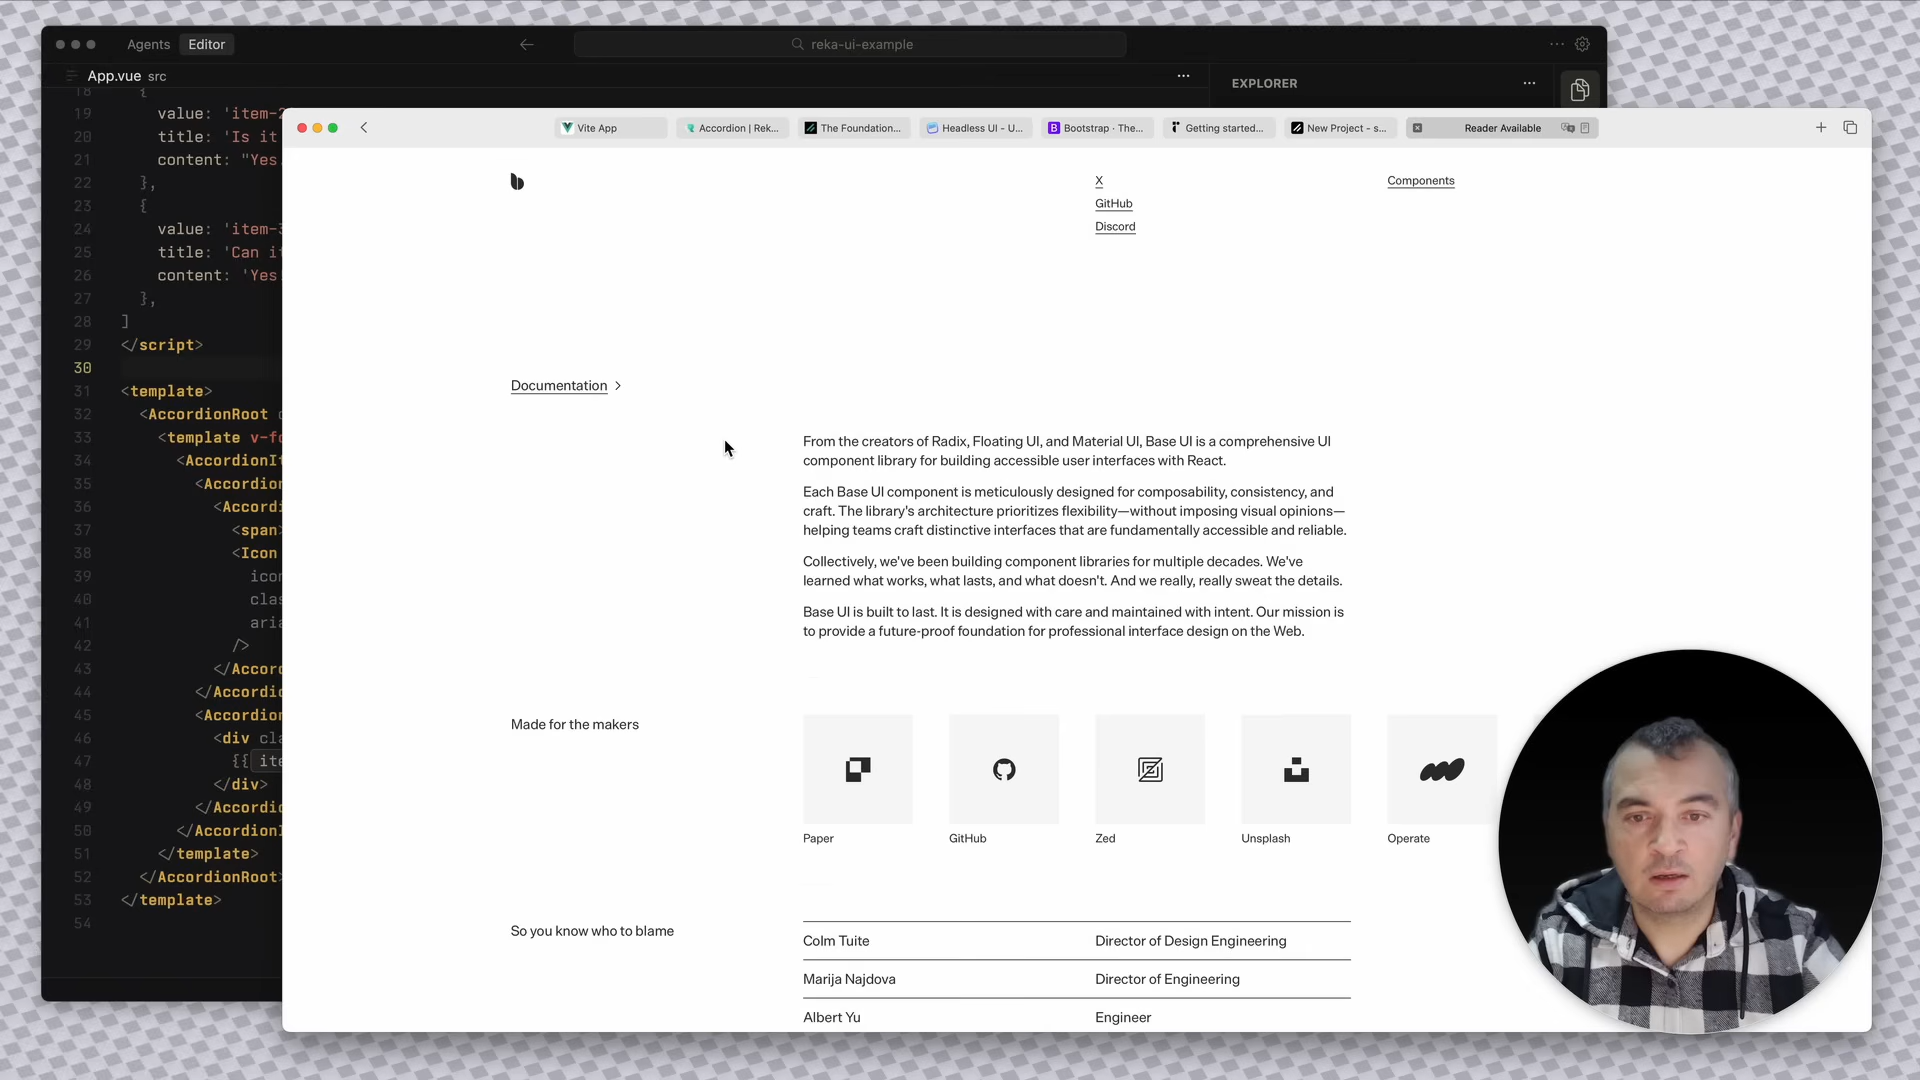 Agents
Editor
reka-ui-example
App.vue src
EXPLORER
18 {
19 value: 'item-2
20 title: 'Is it
21 content: "Yes
22 },
23 {
24 value: 'item-3
25 title: 'Can it
26 content: 'Yes
27 },
28 ]
29 </script>
30
31 <template>
32 <AccordionRoot
33 <template v-fo
34 <AccordionIt
35 <Accordion
36 <Accordi
37 <span>
38 <Icon
39 icon
40 clas
41 aria
42 />
43 </Accord
44 </Accordio
45 <Accordion
46 <div cla
47 {{ ite
48 </div>
49 </Accordio
50 </AccordionI
51 </template>
52 </AccordionRoot>
53 </template>
54
Vite App
Accordion | Rek...
The Foundation...
Headless UI - U...
B Bootstrap · The...
Getting started...
New Project - s...
Reader Available
X
GitHub
Discord
Components
Documentation
From the creators of Radix, Floating UI, and Material UI, Base UI is a comprehensive UI
component library for building accessible user interfaces with React.
Each Base UI component is meticulously designed for composability, consistency, and
craft. The library's architecture prioritizes flexibility—without imposing visual opinions—
helping teams craft distinctive interfaces that are fundamentally accessible and reliable.
Collectively, we've been building component libraries for multiple decades. We've
learned what works, what lasts, and what doesn't. And we really, really sweat the details.
Base UI is built to last. It is designed with care and maintained with intent. Our mission is
to provide a future-proof foundation for professional interface design on the Web.
Made for the makers
Paper
GitHub
Zed
Unsplash
Operate
So you know who to blame
Colm Tuite Director of Design Engineering
Marija Najdova Director of Engineering
Albert Yu Engineer